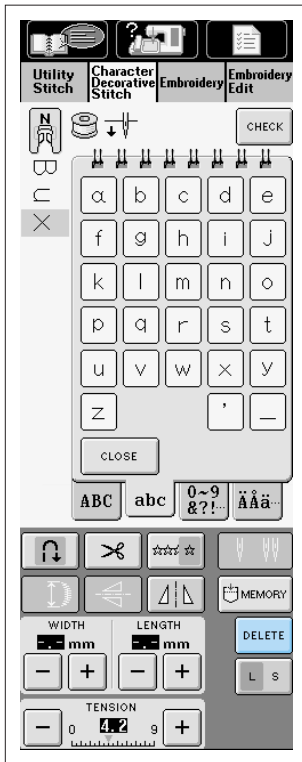 Utility Stitch
Character Decorative Stitch
Embroidery
Embroidery Edit
N
CHECK
B
u
x
a b c d e
f g h i j
k l m n o
p q r s t
u v w x y
z ' _
CLOSE
ABC abc 0~9 &?!... ÄÅä...
MEMORY
WIDTH LENGTH
-.- mm -.- mm
− + − +
DELETE
L S
TENSION
− 0 4.2 9 +